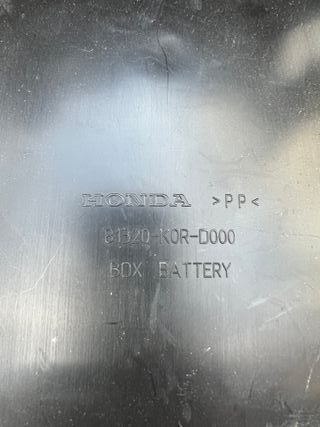 HONDA >PP<
81320-K0R-D000
BOX BATTERY